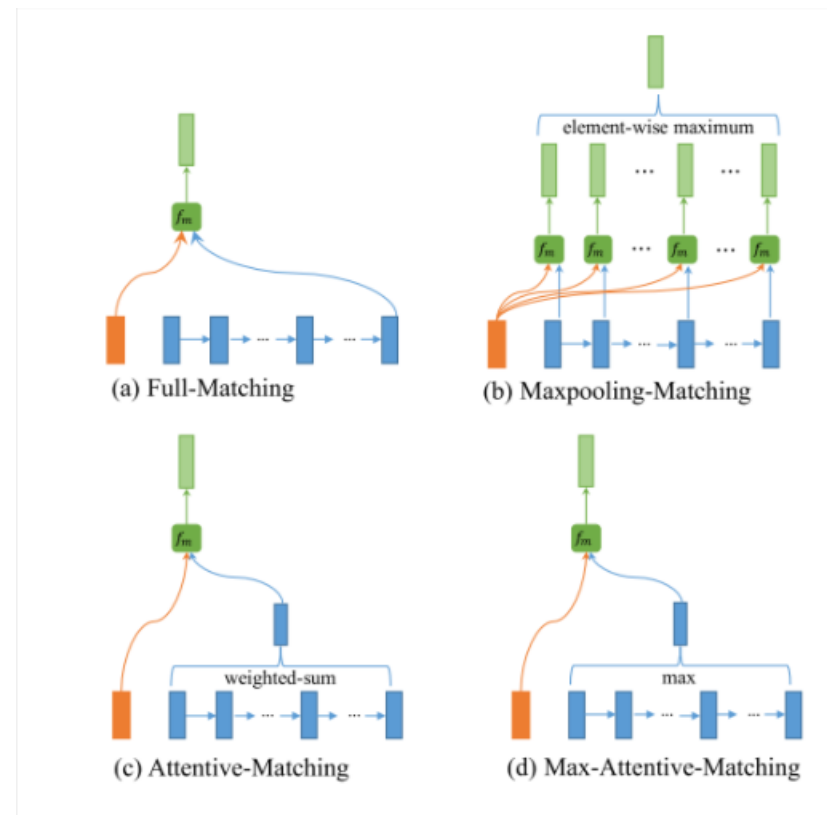 f_m
(a) Full-Matching
element-wise maximum
... ...
f_m f_m ... f_m ... f_m
... ...
(b) Maxpooling-Matching
f_m
weighted-sum
... ...
(c) Attentive-Matching
f_m
max
... ...
(d) Max-Attentive-Matching